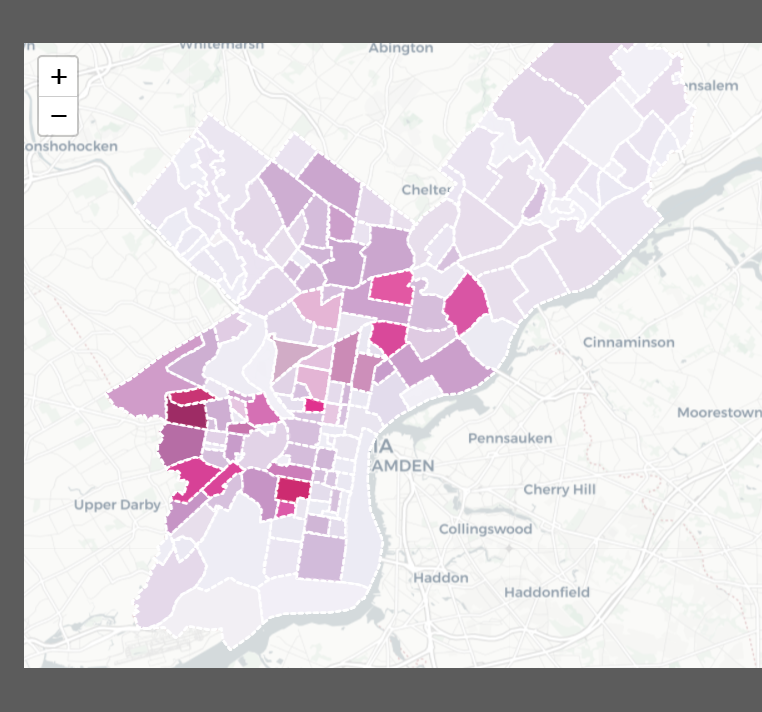 Whitemarsh
Abington
+
ensalem
−
onshohocken
Chelte
Cinnaminson
Moorestown
IA
Pennsauken
AMDEN
Cherry Hill
Upper Darby
Collingswood
Haddon
Haddonfield